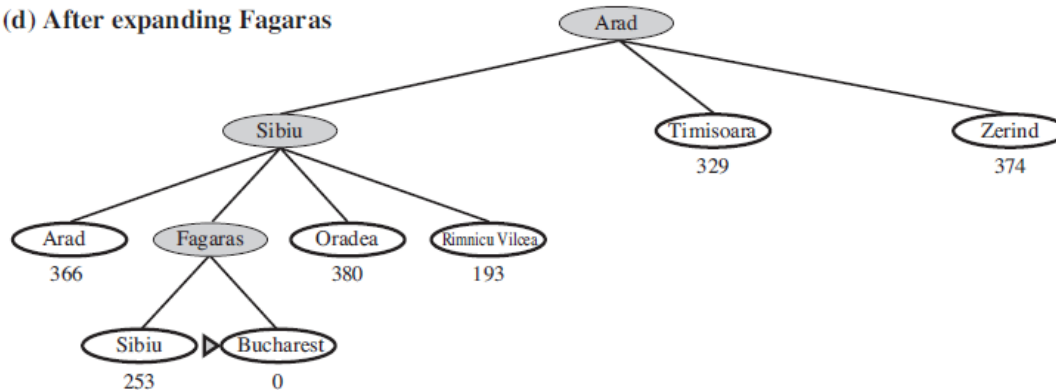 (d) After expanding Fagaras
Arad
Sibiu
Timisoara
Zerind
329
374
Arad
Fagaras
Oradea
Rimnicu Vilcea
366
380
193
Sibiu
Bucharest
253
0